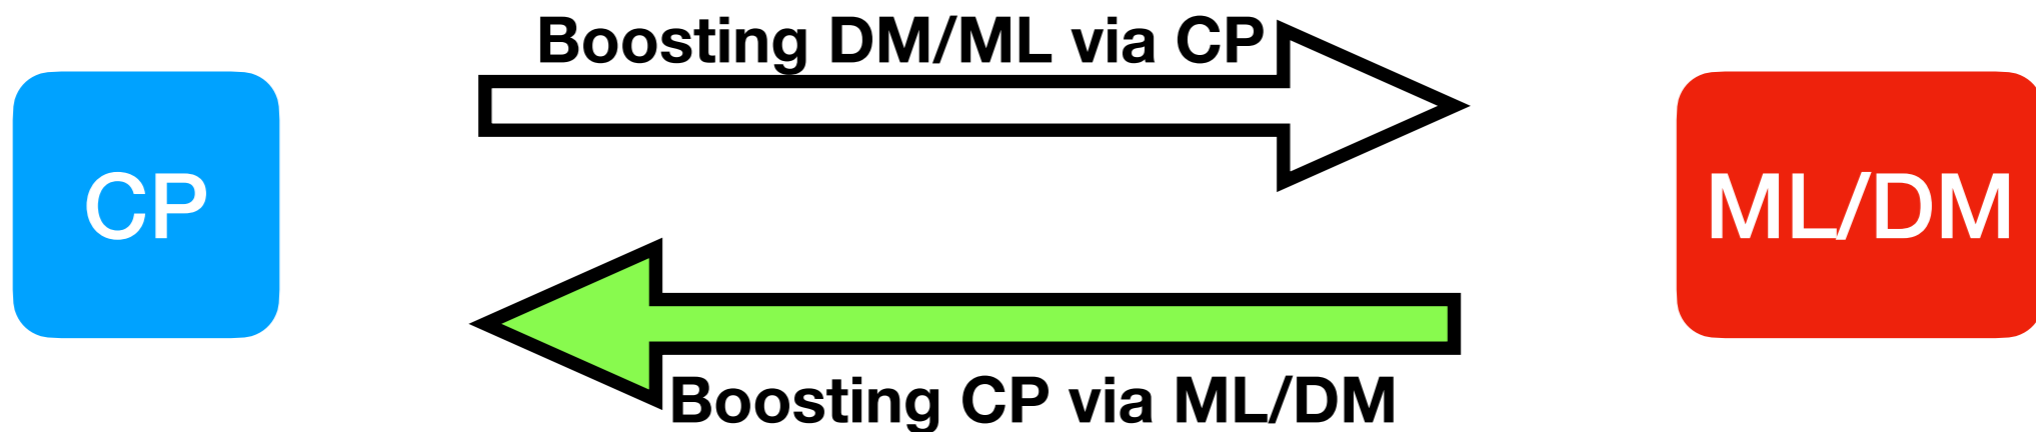 Boosting DM/ML via CP
CP
ML/DM
Boosting CP via ML/DM